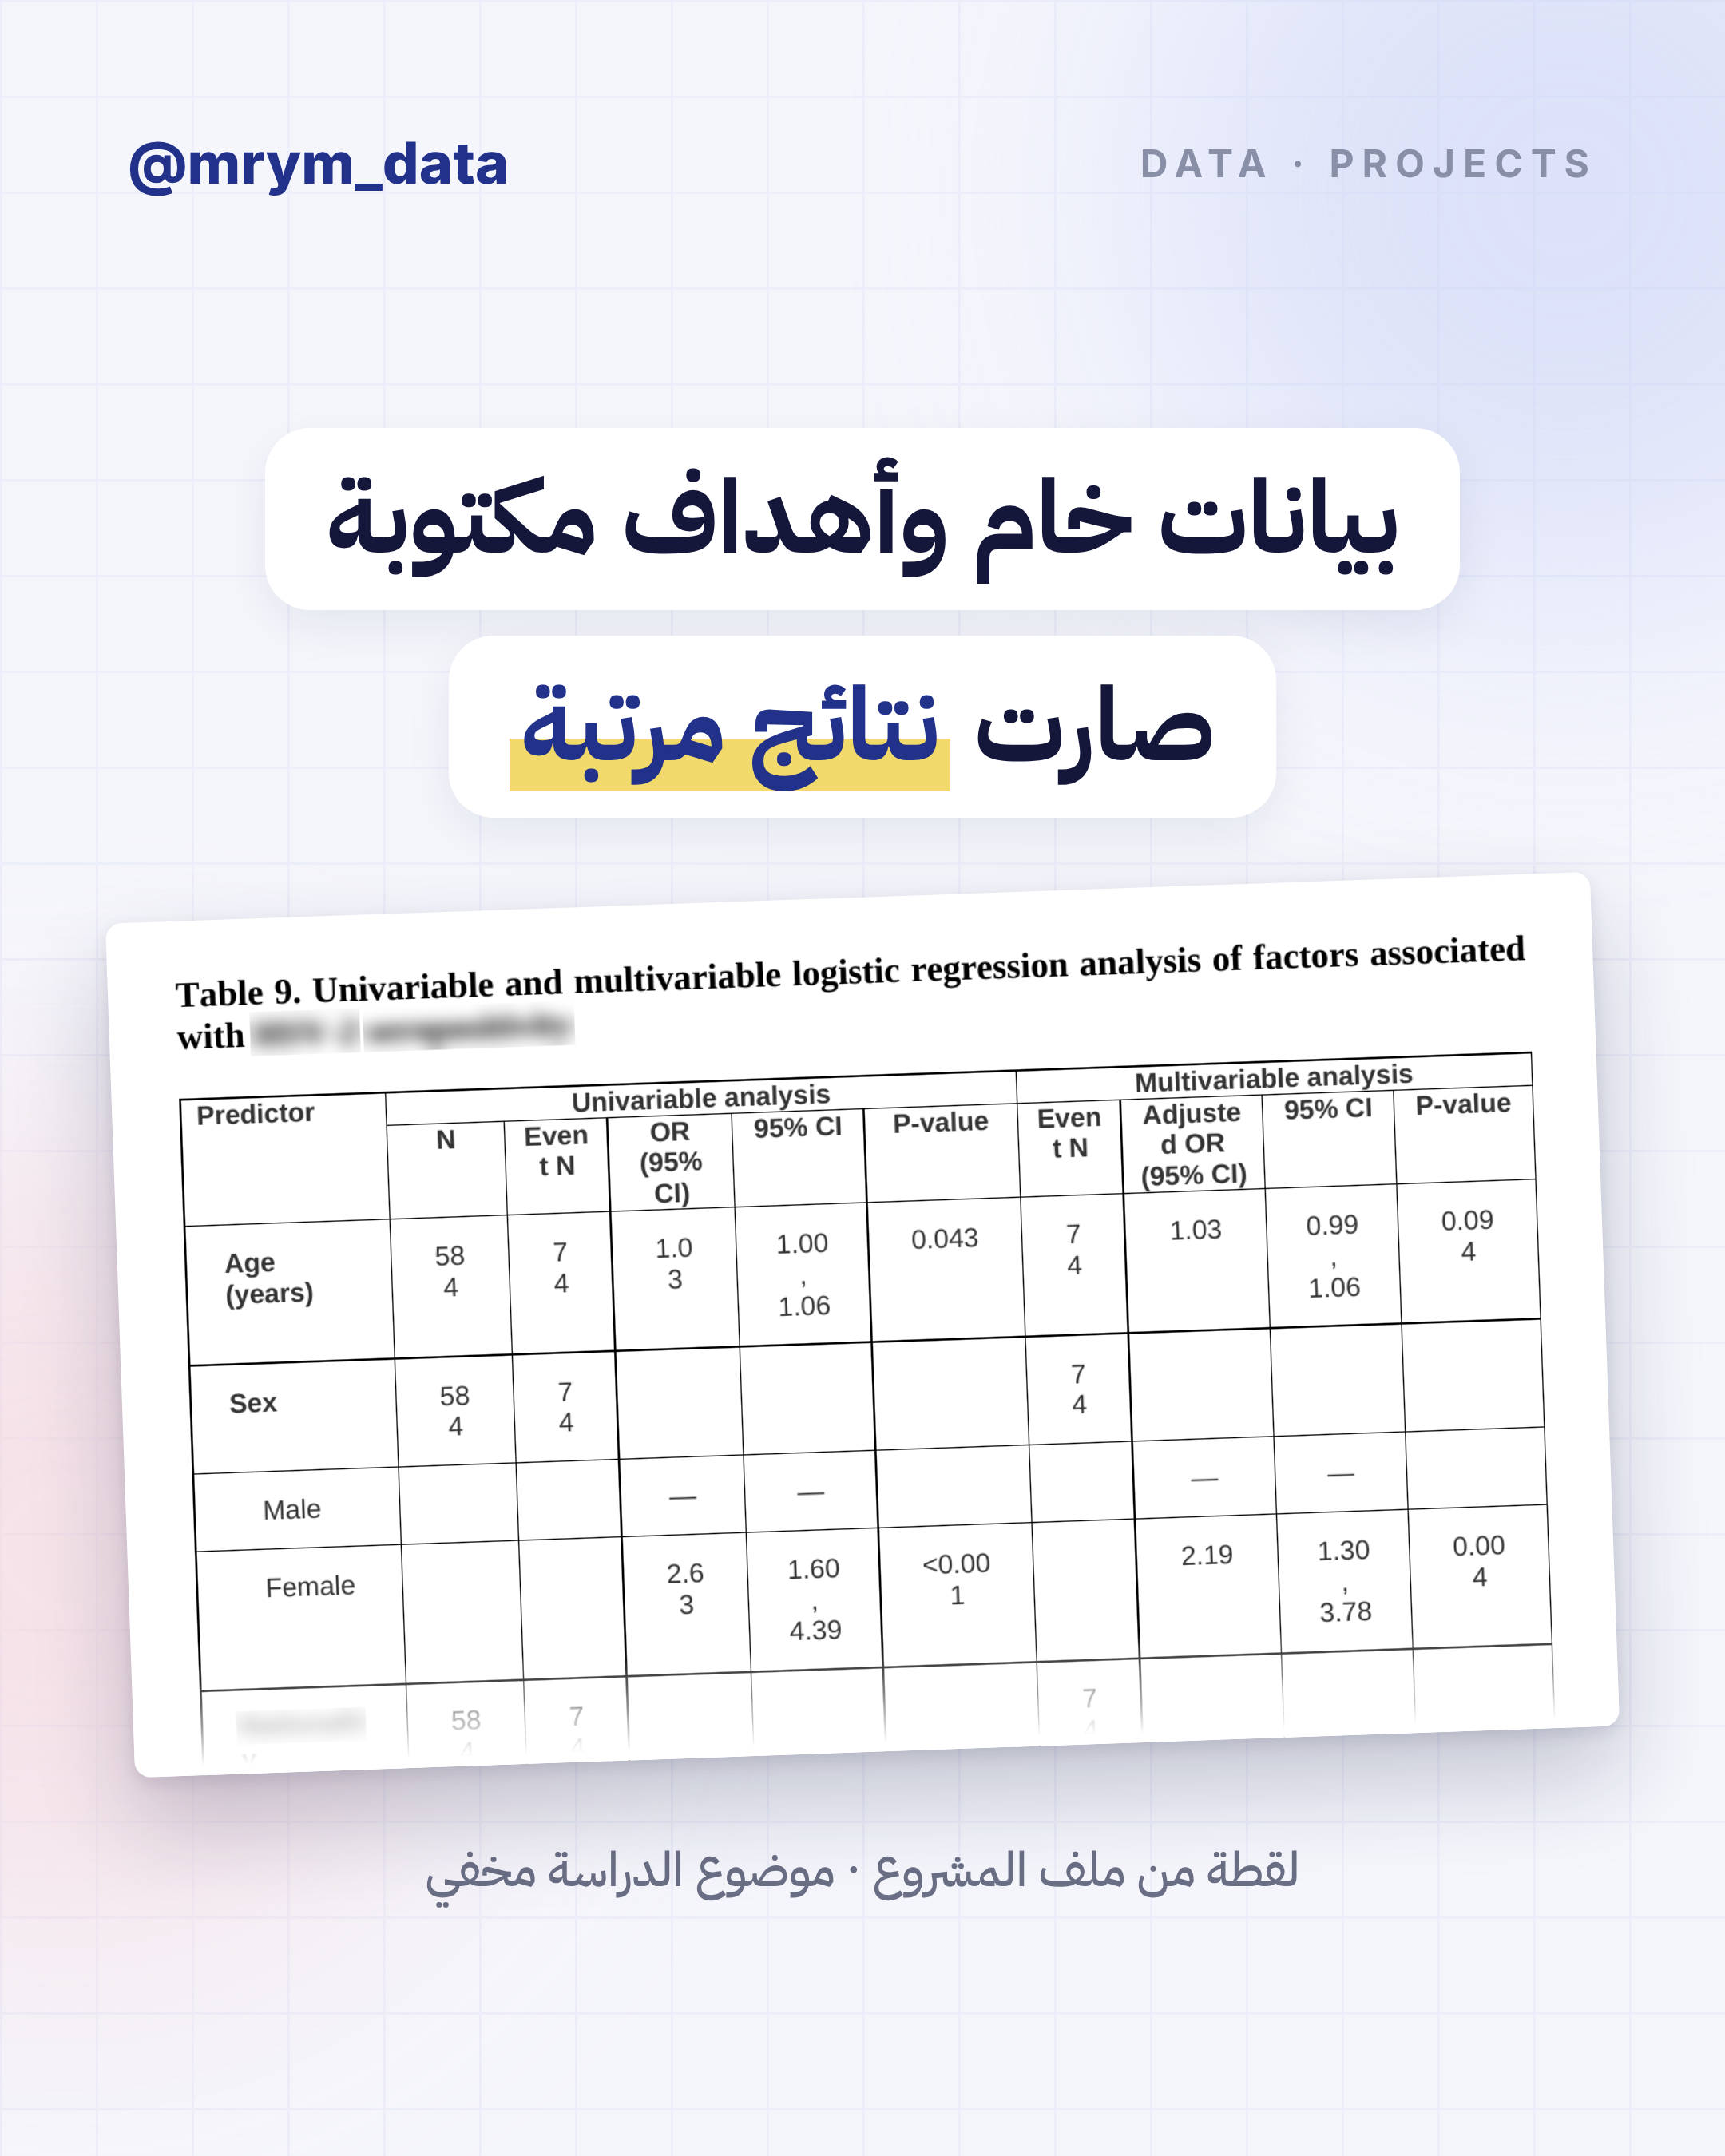 @mrym_data
DATA · PROJECTS
بيانات خام وأهداف مكتوبة
صارت نتائج مرتبة
Table 9. Univariable and multivariable logistic regression analysis of factors associated
with
Predictor
Univariable analysis
Multivariable analysis
N
Even
t N
OR
(95%
CI)
95% CI
P-value
Even
t N
Adjuste
d OR
(95% CI)
95% CI
P-value
Age
(years)
58
4
7
4
1.0
3
1.00
,
1.06
0.043
7
4
1.03
0.99
,
1.06
0.09
4
Sex
58
4
7
4
7
4
Male
—
—
—
—
Female
2.6
3
1.60
,
4.39
<0.00
1
2.19
1.30
,
3.78
0.00
4
58
4
7
4
7
4
لقطة من ملف المشروع · موضوع الدراسة مخفي